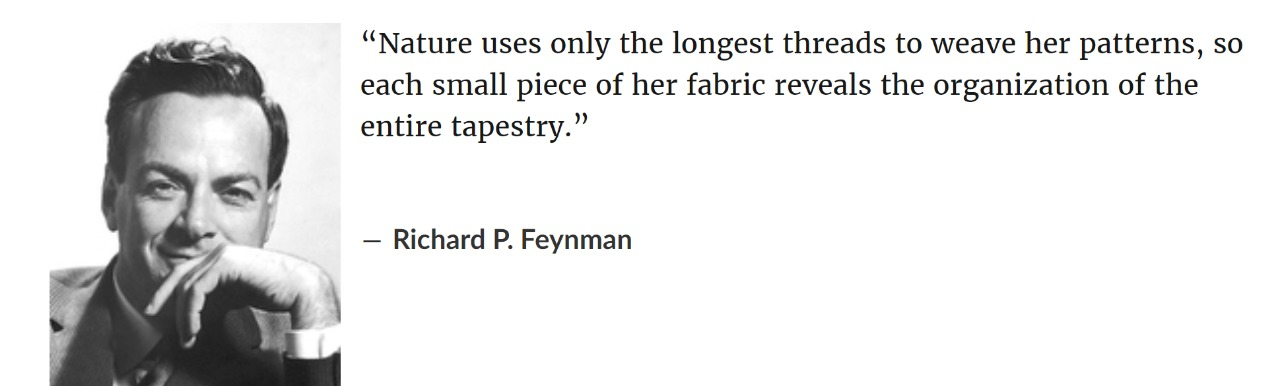 “Nature uses only the longest threads to weave her patterns, so
each small piece of her fabric reveals the organization of the
entire tapestry.”
— Richard P. Feynman